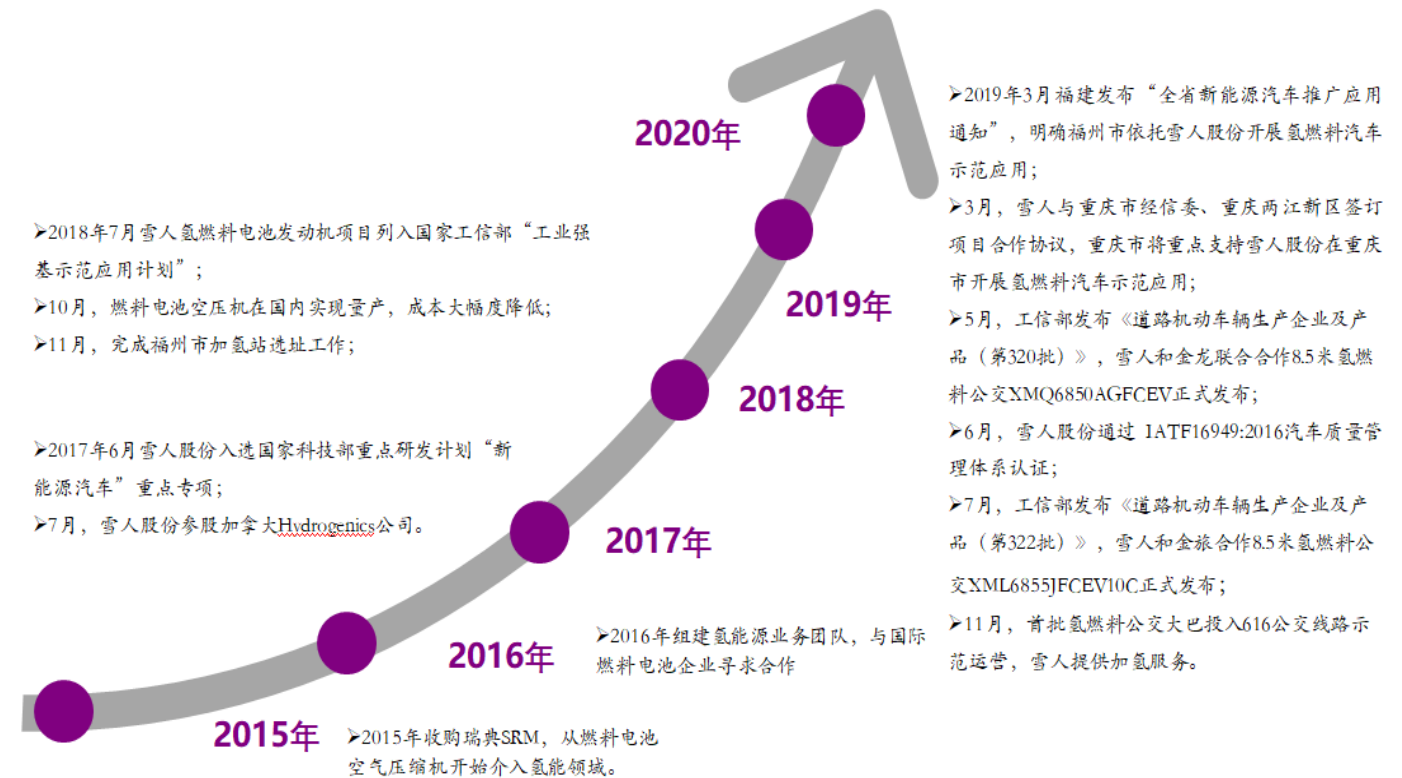 2020年
2019年
2018年
2017年
2016年
2015年
➢2018年7月雪人氢燃料电池发动机项目列入国家工信部“工业强
基示范应用计划”；
➢10月，燃料电池空压机在国内实现量产，成本大幅度降低；
➢11月，完成福州市加氢站选址工作；
➢2017年6月雪人股份入选国家科技部重点研发计划“新
能源汽车”重点专项；
➢7月，雪人股份参股加拿大Hydrogenics公司。
➢2016年组建氢能源业务团队，与国际
燃料电池企业寻求合作
➢2015年收购瑞典SRM，从燃料电池
空气压缩机开始介入氢能领域。
➢2019年3月福建发布“全省新能源汽车推广应用
通知”，明确福州市依托雪人股份开展氢燃料汽车
示范应用；
➢3月，雪人与重庆市经信委、重庆两江新区签订
项目合作协议，重庆市将重点支持雪人股份在重庆
市开展氢燃料汽车示范应用；
➢5月，工信部发布《道路机动车辆生产企业及产
品（第320批）》，雪人和金龙联合合作8.5米氢燃
料公交XMQ6850AGFCEV正式发布；
➢6月，雪人股份通过 IATF16949:2016汽车质量管
理体系认证；
➢7月，工信部发布《道路机动车辆生产企业及产
品（第322批）》，雪人和金旅合作8.5米氢燃料公
交XML6855JFCEV10C正式发布；
➢11月，首批氢燃料公交大巴投入616公交线路示
范运营，雪人提供加氢服务。